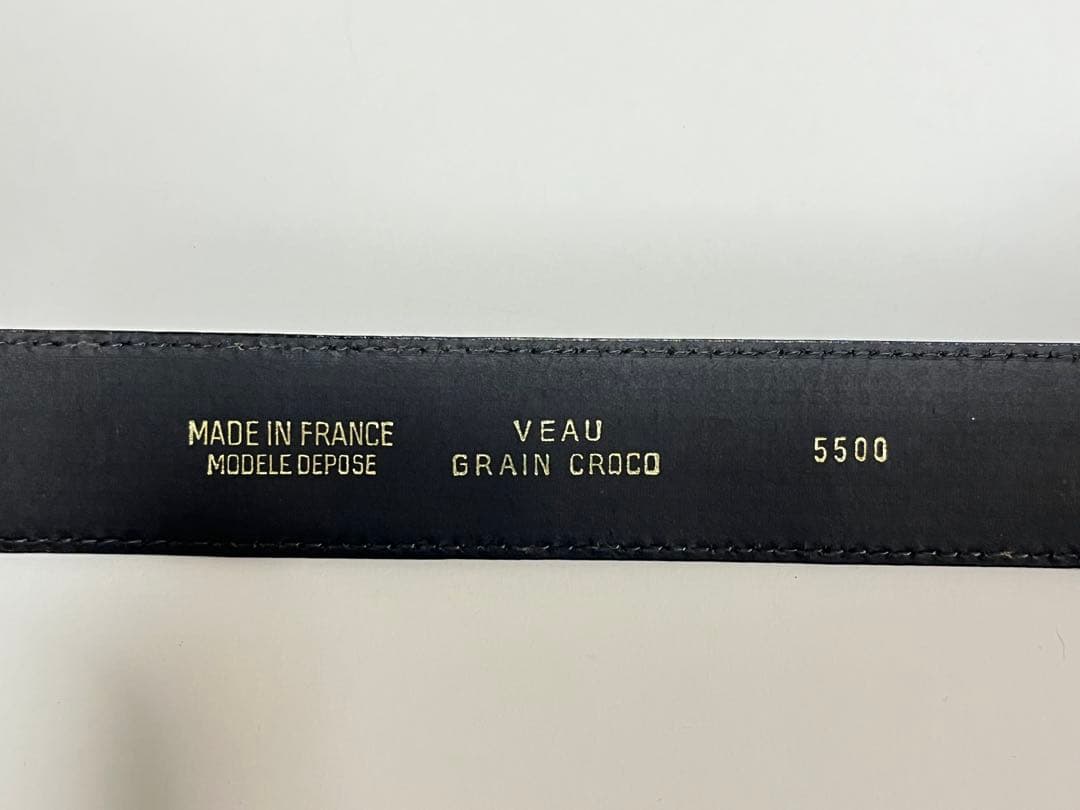 MADE IN FRANCE
MODELE DEPOSE
VEAU
GRAIN CROCO
5500